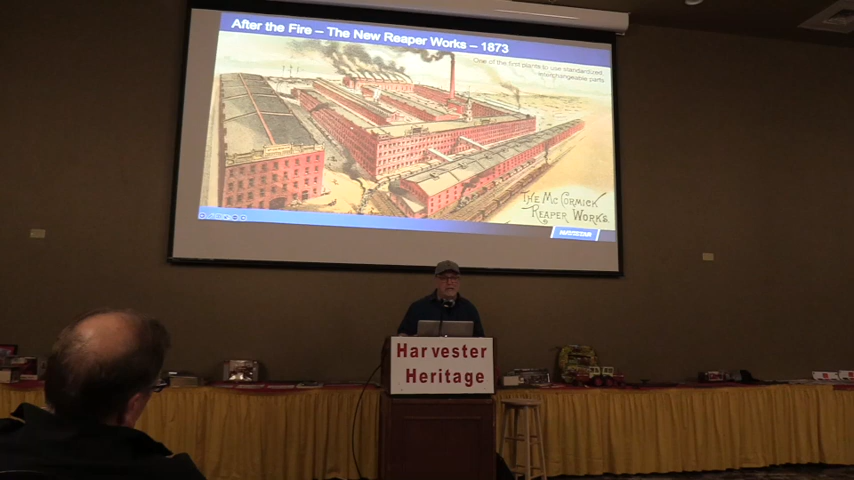 After the Fire – The New Reaper Works – 1873
One of the first plants to use standardized
interchangeable parts
THE MCCORMICK
REAPER WORKS.
NAVISTAR
Harvester
Heritage